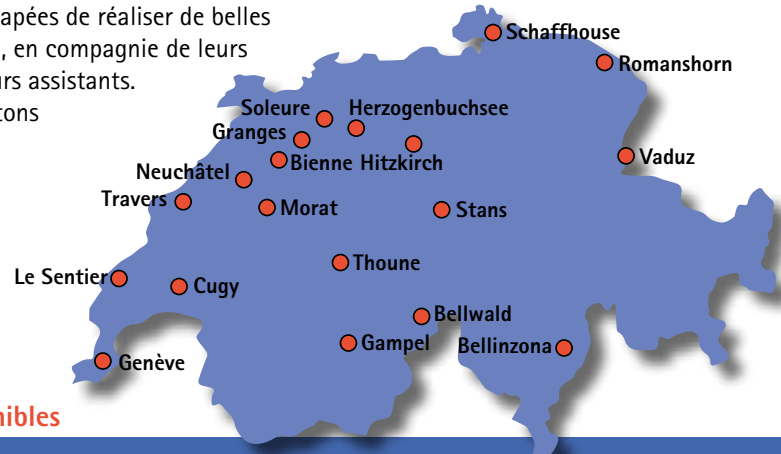 apées de réaliser de belles
, en compagnie de leurs
urs assistants.
tons
Schaffhouse
Romanshorn
Soleure
Herzogenbuchsee
Granges
Bienne
Hitzkirch
Vaduz
Neuchâtel
Travers
Morat
Stans
Thoune
Le Sentier
Cugy
Bellwald
Gampel
Bellinzona
Genève
nibles